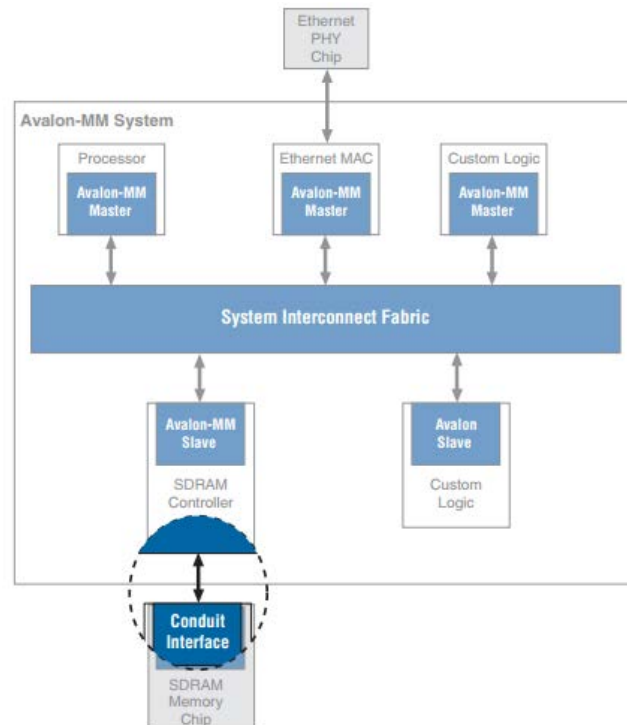 Ethernet
PHY
Chip
Avalon-MM System
Processor
Ethernet MAC
Custom Logic
Avalon-MM
Master
Avalon-MM
Master
Avalon-MM
Master
System Interconnect Fabric
Avalon-MM
Slave
Avalon
Slave
SDRAM
Controller
Custom
Logic
Conduit
Interface
SDRAM
Memory
Chip